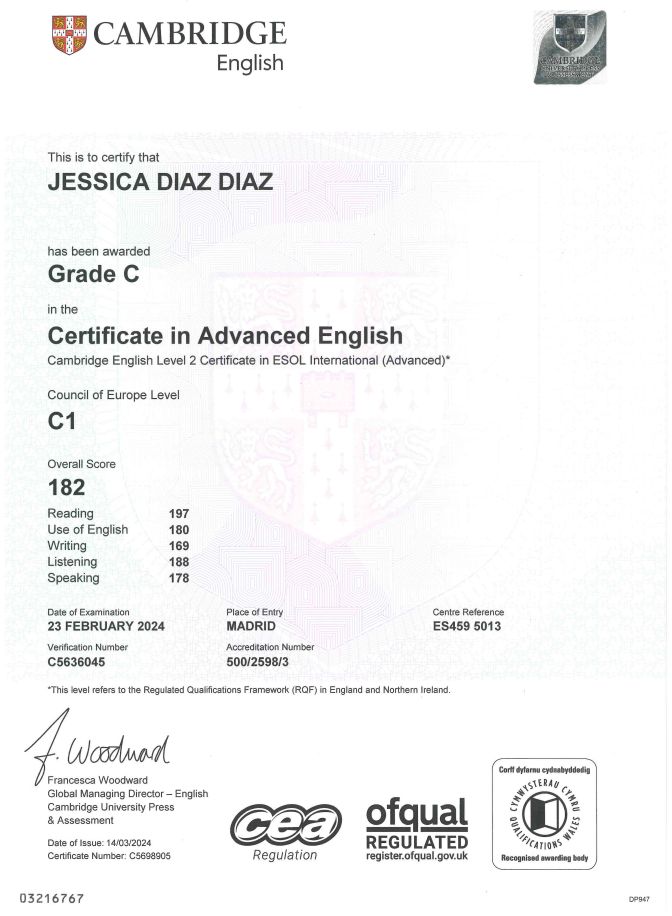 CAMBRIDGE
English
CAMBRIDGE
UNIVERSITY PRESS
& ASSESSMENT
This is to certify that
JESSICA DIAZ DIAZ
has been awarded
Grade C
in the
Certificate in Advanced English
Cambridge English Level 2 Certificate in ESOL International (Advanced)*
Council of Europe Level
C1
Overall Score
182
Reading 197
Use of English 180
Writing 169
Listening 188
Speaking 178
Date of Examination Place of Entry Centre Reference
23 FEBRUARY 2024 MADRID ES459 5013
Verification Number Accreditation Number
C5636045 500/2598/3
*This level refers to the Regulated Qualifications Framework (RQF) in England and Northern Ireland.
F. Woodward
Francesca Woodward
Global Managing Director – English
Cambridge University Press
& Assessment
Date of Issue: 14/03/2024
Certificate Number: C5698905
cea
Regulation
ofqual
REGULATED
register.ofqual.gov.uk
Corff dyfarnu cydnabyddedig
CYMWYSTERAU CYMRU
QUALIFICATIONS WALES
Recognised awarding body
03216767
DP947